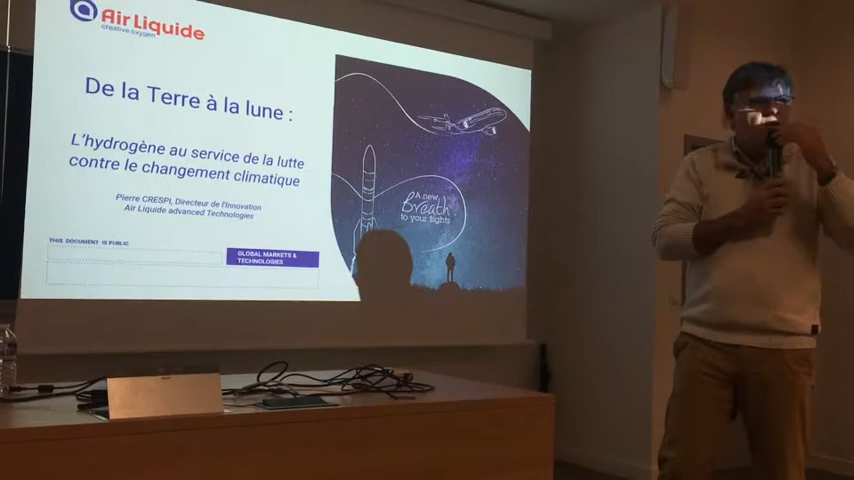 Air Liquide
creative oxygen
De la Terre à la lune :
L'hydrogène au service de la lutte
contre le changement climatique
Pierre CRESPI, Directeur de l'Innovation
Air Liquide advanced Technologies
THIS DOCUMENT IS PUBLIC
GLOBAL MARKETS &
TECHNOLOGIES
A new
Breath
to your flights